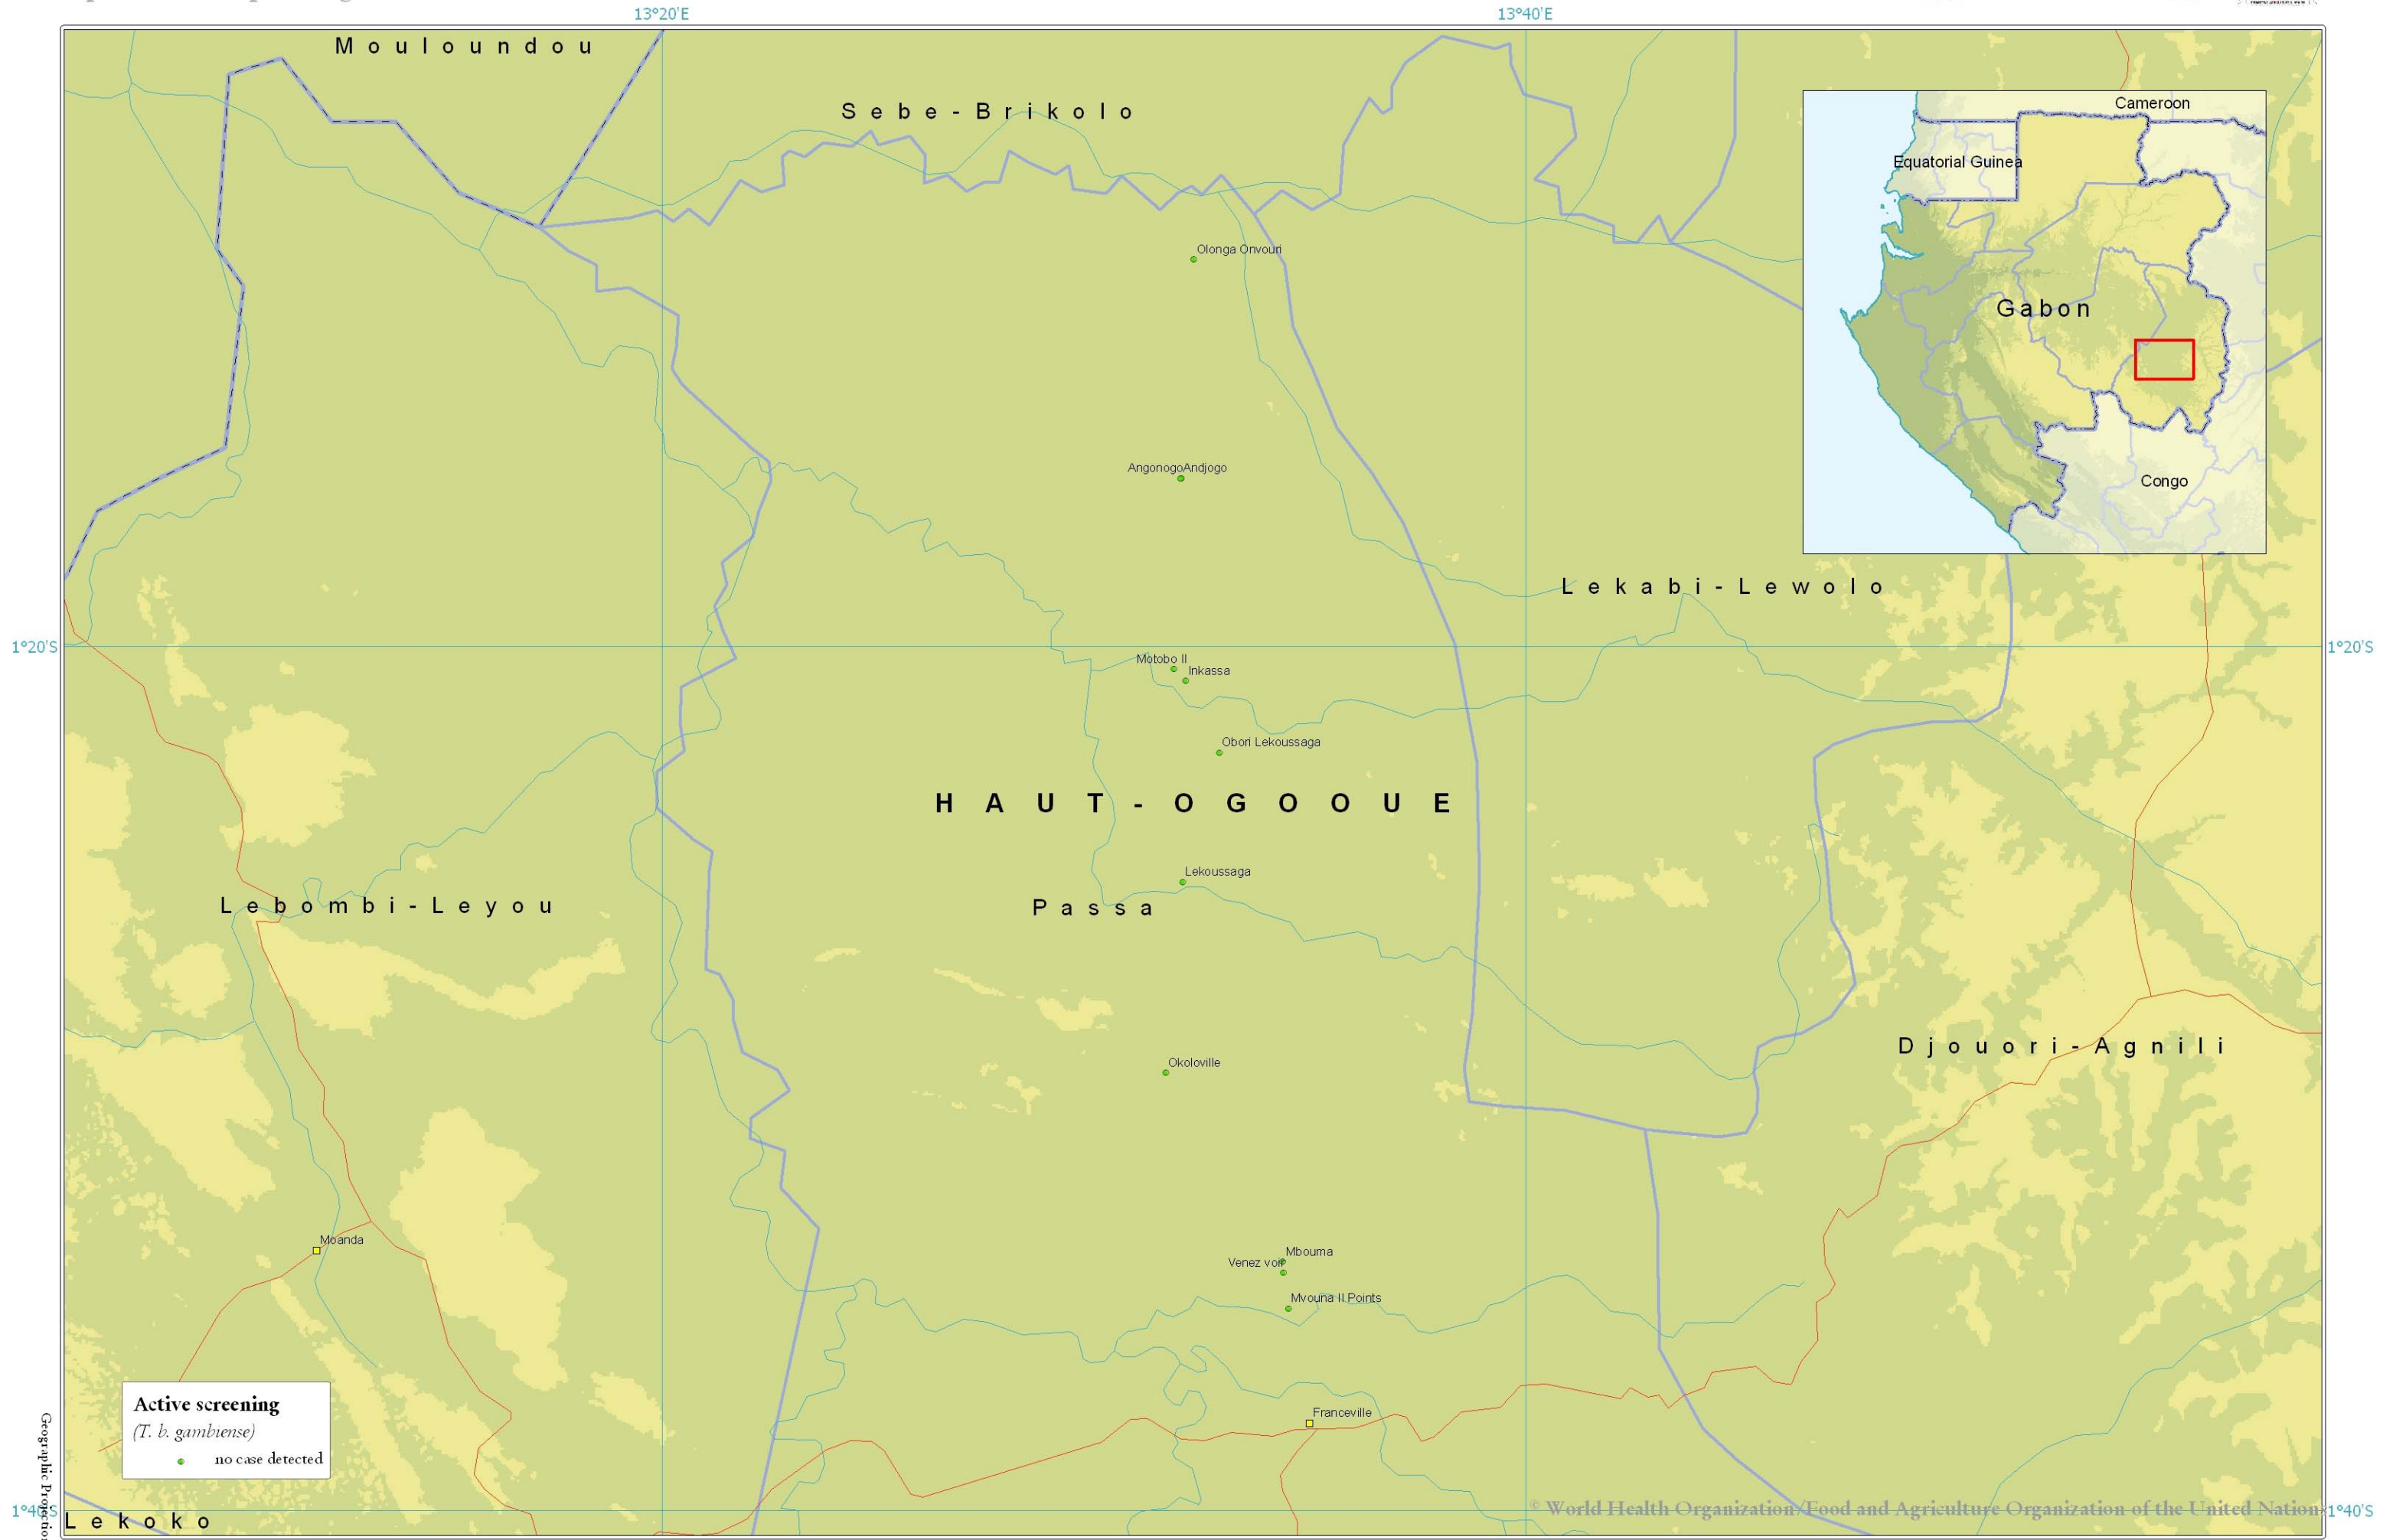 13°20'E
13°40'E
Mouloundou
Sebe-Brikolo
Cameroon
Equatorial Guinea
Gabon
Congo
Olonga Onvouri
AngonogoAndjogo
Lekabi-Lewolo
1°20'S
1°20'S
Motobo II
Inkassa
Obori Lekoussaga
HAUT-OGOOUE
Lekoussaga
Lebombi-Leyou
Passa
Djouori-Agnili
Okoloville
Moanda
Mbouma
Venez voir
Mvouna II Points
Active screening
(T. b. gambiense)
no case detected
Franceville
Geographic Projection
1°40'S
1°40'S
© World Health Organization/Food and Agriculture Organization of the United Nation
Lekoko